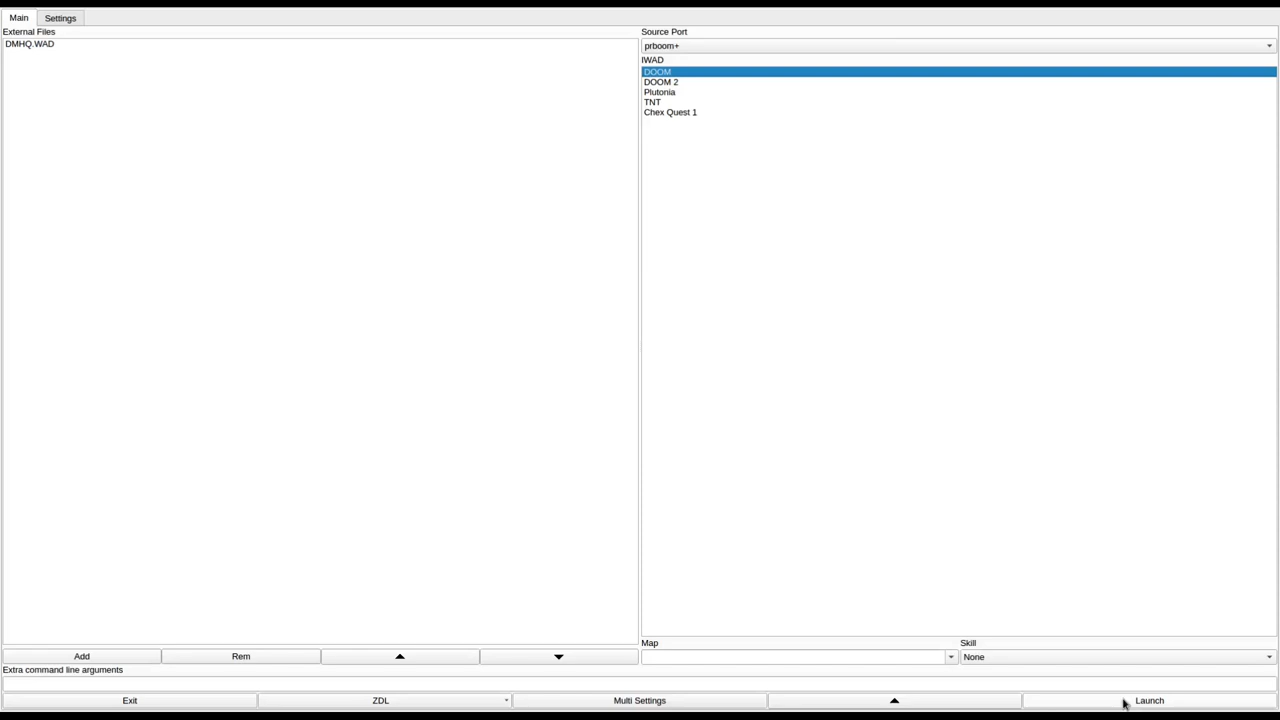 Main Settings
External Files
DMHQ.WAD
Source Port
prboom+
IWAD
DOOM
DOOM 2
Plutonia
TNT
Chex Quest 1
Map Skill
None
Add Rem
Extra command line arguments
Exit ZDL Multi Settings Launch